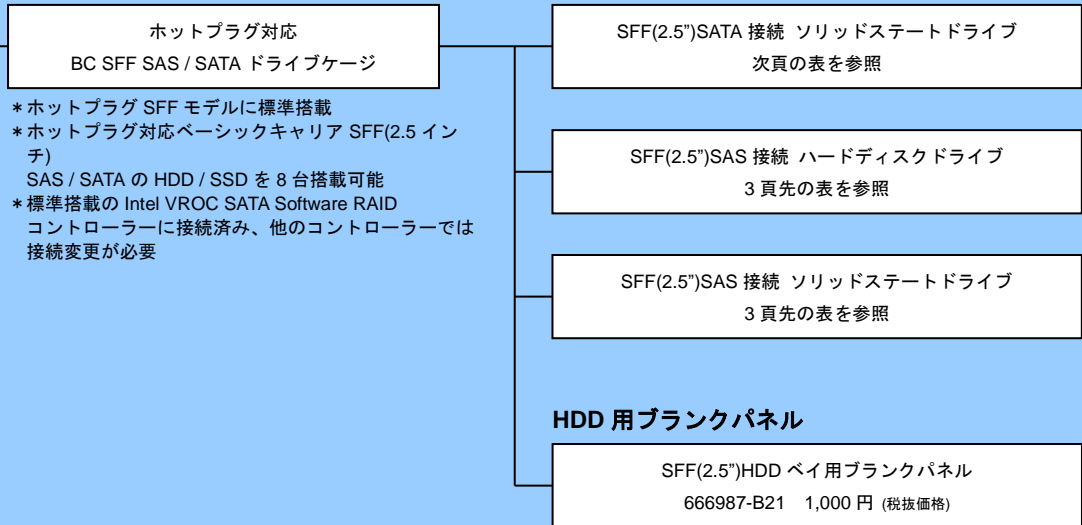 ホットプラグ対応
BC SFF SAS / SATA ドライブケージ
＊ホットプラグ SFF モデルに標準搭載
＊ホットプラグ対応ベーシックキャリア SFF(2.5 イン
チ)
SAS / SATA の HDD / SSD を 8 台搭載可能
＊標準搭載の Intel VROC SATA Software RAID
コントローラーに接続済み、他のコントローラーでは
接続変更が必要
SFF(2.5”)SATA 接続 ソリッドステートドライブ
次頁の表を参照
SFF(2.5”)SAS 接続 ハードディスクドライブ
3 頁先の表を参照
SFF(2.5”)SAS 接続 ソリッドステートドライブ
3 頁先の表を参照
HDD 用ブランクパネル
SFF(2.5”)HDD ベイ用ブランクパネル
666987-B21 1,000 円 (税抜価格)